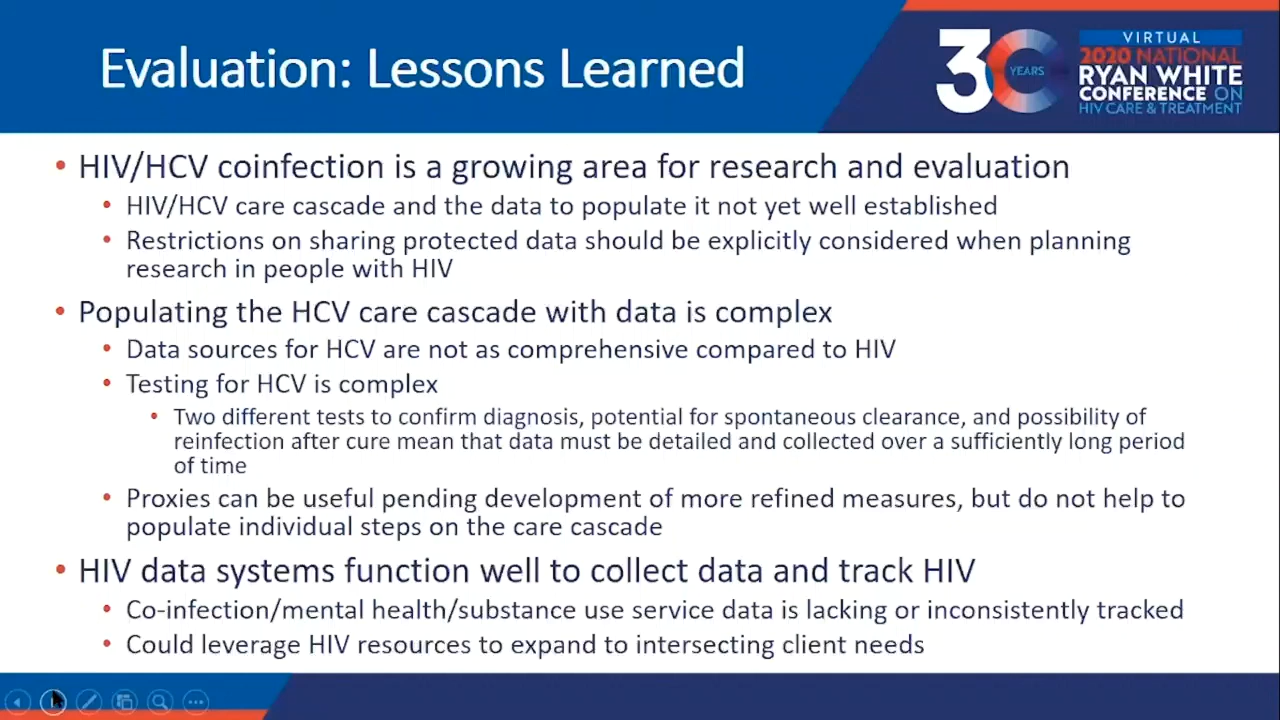 Evaluation: Lessons Learned
30 YEARS
VIRTUAL
2020 NATIONAL
RYAN WHITE
CONFERENCE ON
HIV CARE & TREATMENT
• HIV/HCV coinfection is a growing area for research and evaluation
• HIV/HCV care cascade and the data to populate it not yet well established
• Restrictions on sharing protected data should be explicitly considered when planning
research in people with HIV
• Populating the HCV care cascade with data is complex
• Data sources for HCV are not as comprehensive compared to HIV
• Testing for HCV is complex
• Two different tests to confirm diagnosis, potential for spontaneous clearance, and possibility of
reinfection after cure mean that data must be detailed and collected over a sufficiently long period
of time
• Proxies can be useful pending development of more refined measures, but do not help to
populate individual steps on the care cascade
• HIV data systems function well to collect data and track HIV
• Co-infection/mental health/substance use service data is lacking or inconsistently tracked
• Could leverage HIV resources to expand to intersecting client needs